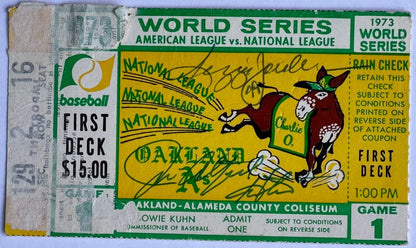 WORLD SERIES
AMERICAN LEAGUE vs. NATIONAL LEAGUE
1973
WORLD
SERIES
1973
16
29
baseball
FIRST
DECK
$15.00
NATIONAL LEAGUE
NATIONAL LEAGUE
NATIONAL LEAGUE
OAKLAND
A's
Charlie
O.
RAIN CHECK
RETAIN THIS
CHECK
SUBJECT TO
CONDITIONS
PRINTED ON
REVERSE SIDE
OF ATTACHED
COUPON
FIRST
DECK
1:00 PM
OAKLAND-ALAMEDA COUNTY COLISEUM
BOWIE KUHN
COMMISSIONER OF BASEBALL
ADMIT
ONE
SUBJECT TO CONDITIONS
ON REVERSE SIDE
GAME
1